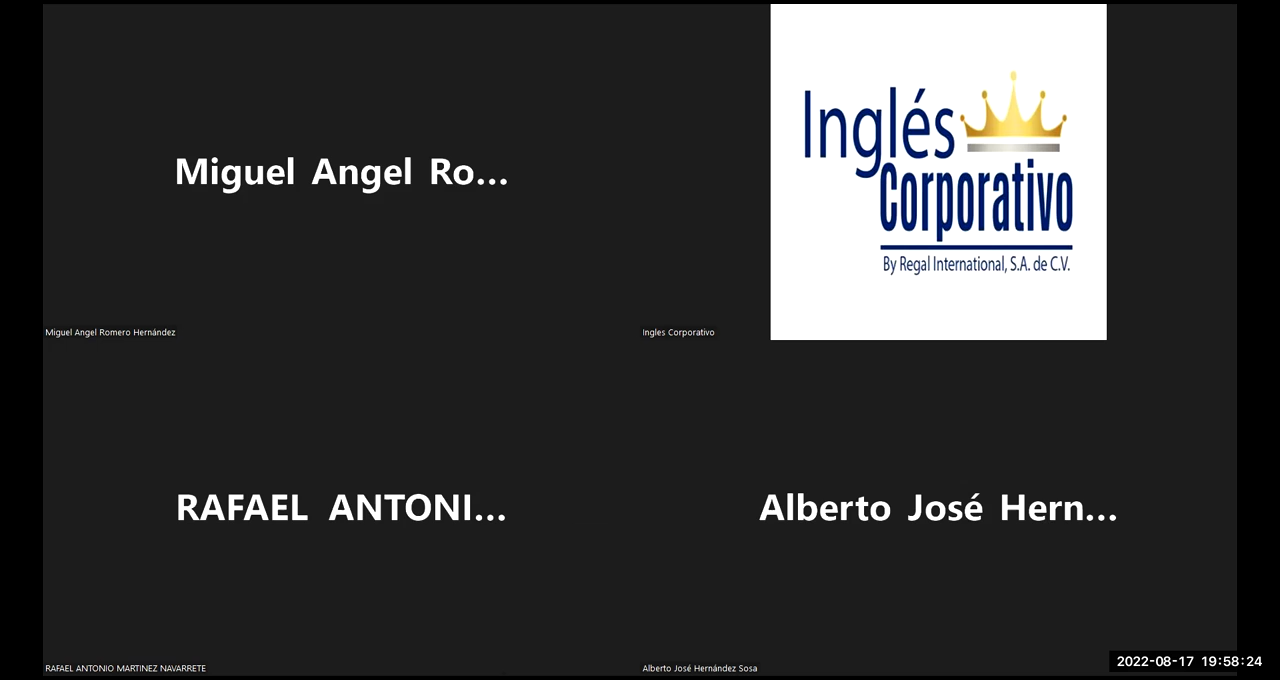 Miguel Angel Ro...
Inglés
Corporativo
By Regal International, S.A. de C.V.
Miguel Angel Romero Hernández
Ingles Corporativo
RAFAEL ANTONI...
Alberto José Hern...
RAFAEL ANTONIO MARTINEZ NAVARRETE
Alberto José Hernández Sosa
2022-08-17 19:58:24